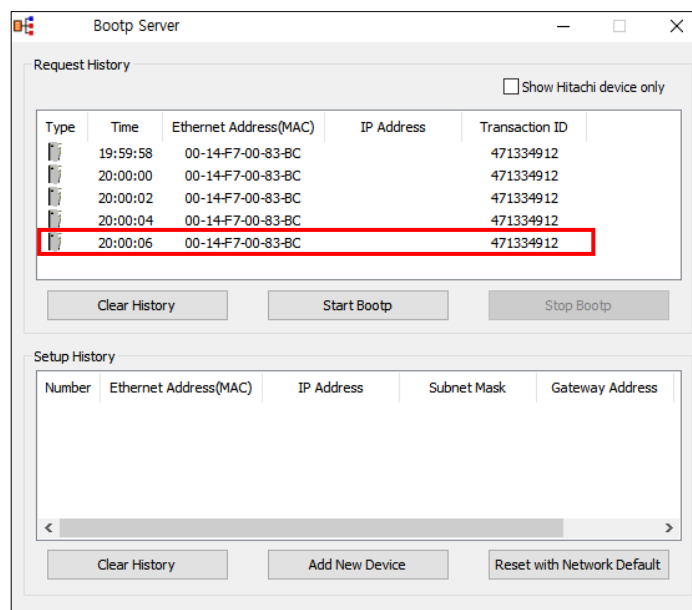 Bootp Server
Request History
Show Hitachi device only
Type Time Ethernet Address(MAC) IP Address Transaction ID
19:59:58 00-14-F7-00-83-BC 471334912
20:00:00 00-14-F7-00-83-BC 471334912
20:00:02 00-14-F7-00-83-BC 471334912
20:00:04 00-14-F7-00-83-BC 471334912
20:00:06 00-14-F7-00-83-BC 471334912
Clear History Start Bootp Stop Bootp
Setup History
Number Ethernet Address(MAC) IP Address Subnet Mask Gateway Address
Clear History Add New Device Reset with Network Default